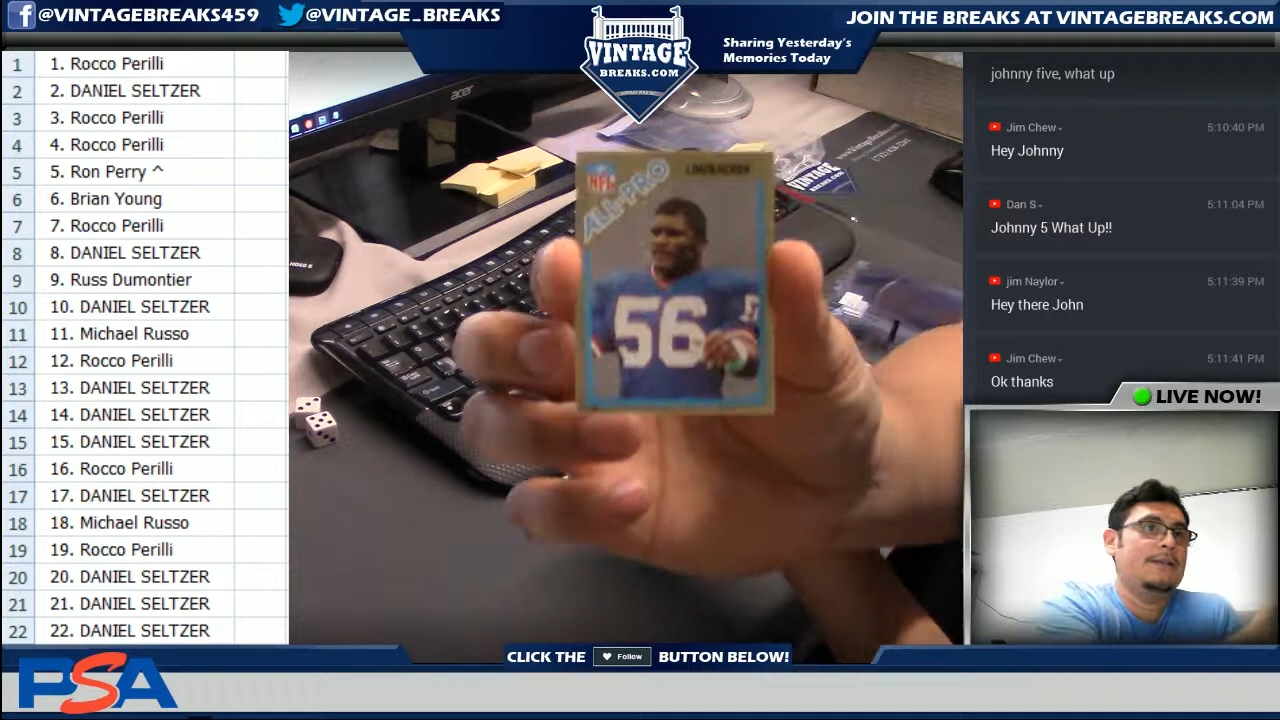 @VINTAGEBREAKS459
@VINTAGE_BREAKS
VINTAGE
BREAKS.COM
Sharing Yesterday's
Memories Today
JOIN THE BREAKS AT VINTAGEBREAKS.COM
1 1. Rocco Perilli
2 2. DANIEL SELTZER
3 3. Rocco Perilli
4 4. Rocco Perilli
5 5. Ron Perry ^
6 6. Brian Young
7 7. Rocco Perilli
8 8. DANIEL SELTZER
9 9. Russ Dumontier
10 10. DANIEL SELTZER
11 11. Michael Russo
12 12. Rocco Perilli
13 13. DANIEL SELTZER
14 14. DANIEL SELTZER
15 15. DANIEL SELTZER
16 16. Rocco Perilli
17 17. DANIEL SELTZER
18 18. Michael Russo
19 19. Rocco Perilli
20 20. DANIEL SELTZER
21 21. DANIEL SELTZER
22 22. DANIEL SELTZER
acer
NFL
ALL-PRO
LINEBACKER
56
VINTAGE
BREAKS.COM
johnny five, what up
Jim Chew 5:10:40 PM
Hey Johnny
Dan S 5:11:04 PM
Johnny 5 What Up!!
jim Naylor 5:11:39 PM
Hey there John
Jim Chew 5:11:41 PM
Ok thanks
LIVE NOW!
CLICK THE Follow BUTTON BELOW!
PSA